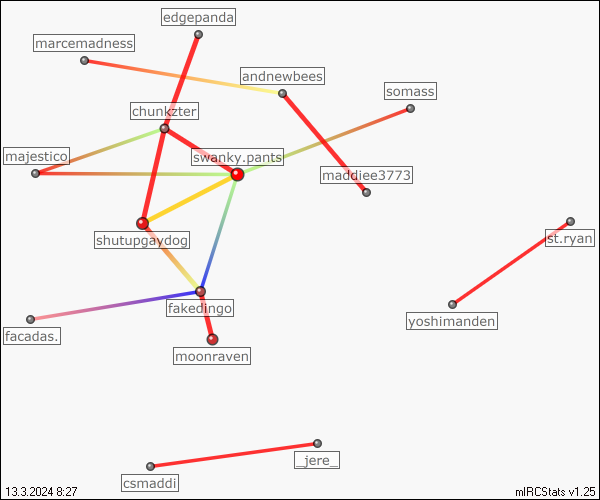 edgepanda
marcemadness
andnewbees
somass
chunkzter
majestico
swanky.pants
maddiee3773
shutupgaydog
st.ryan
fakedingo
yoshimanden
facadas.
moonraven
_jere_
csmaddi
13.3.2024 8:27
mIRCStats v1.25